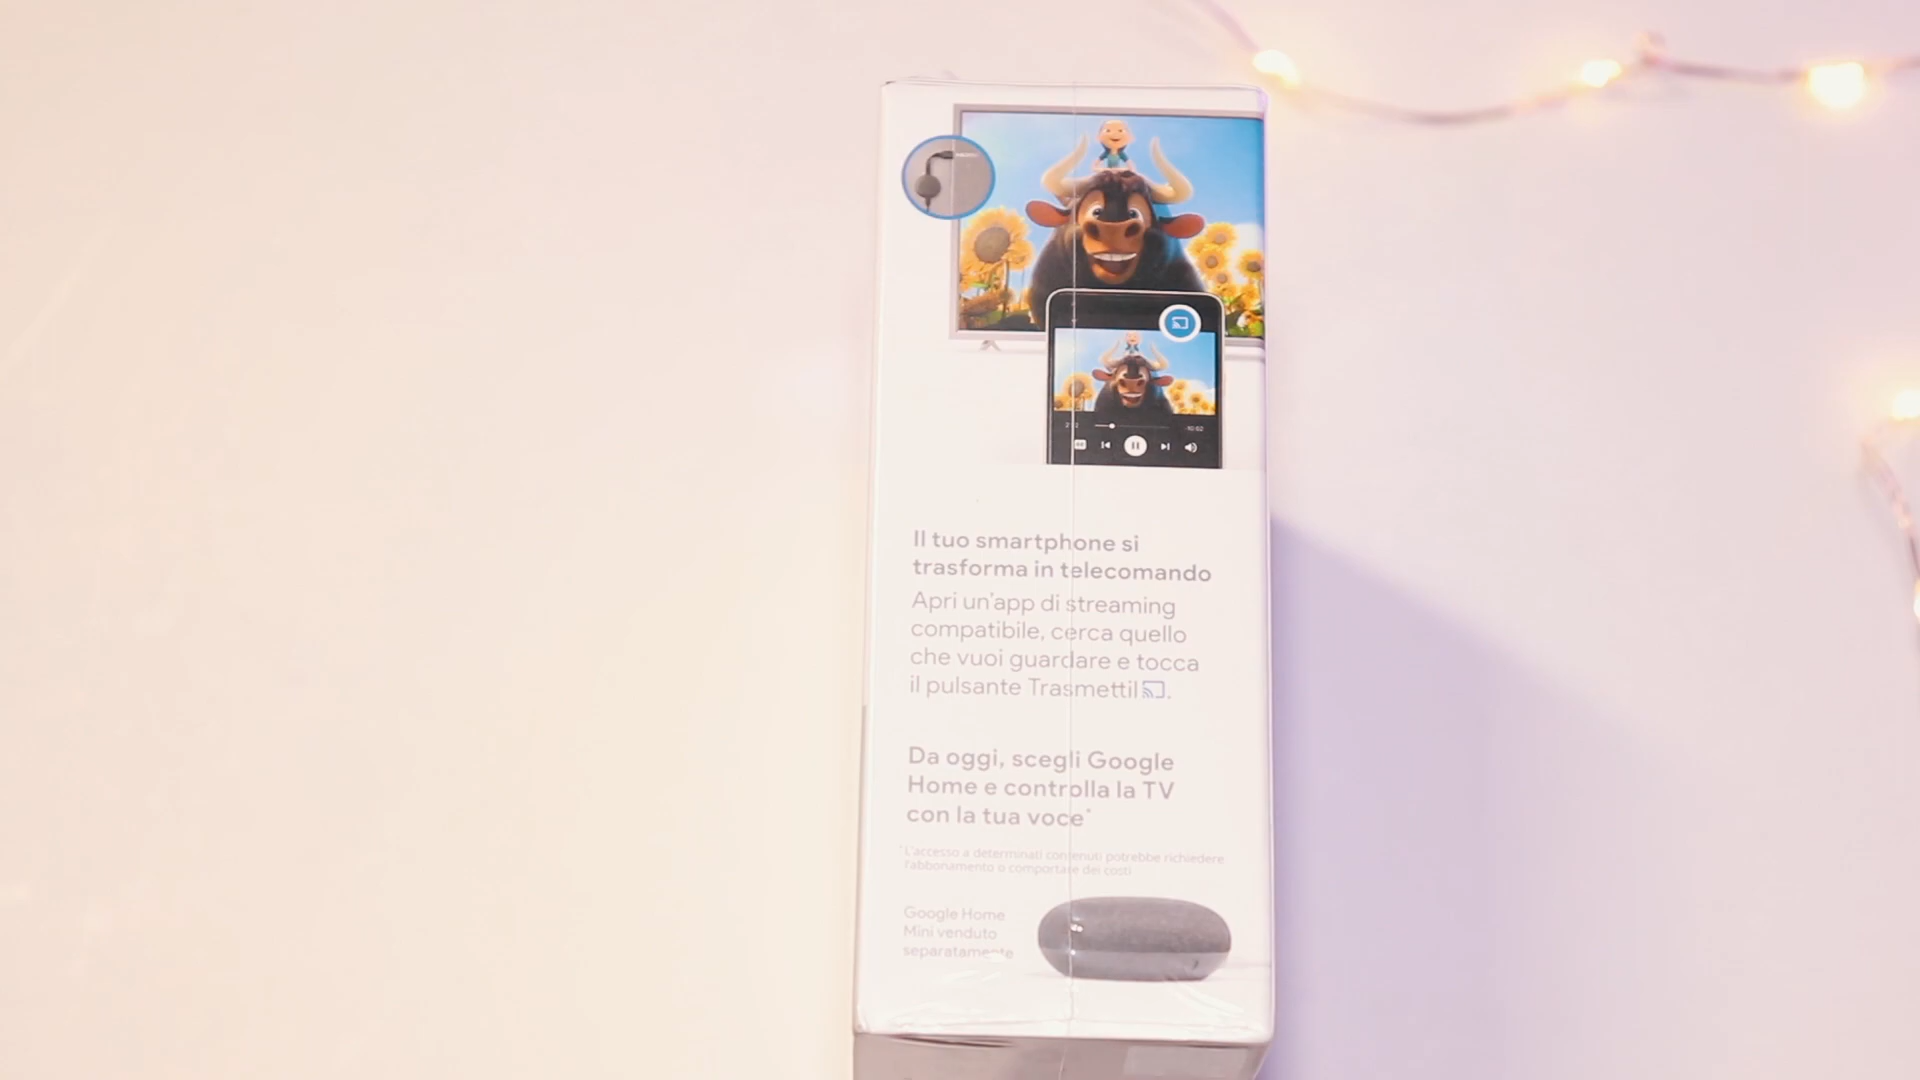 Il tuo smartphone si
trasforma in telecomando
Apri un'app di streaming
compatibile, cerca quello
che vuoi guardare e tocca
il pulsante Trasmettil
Da oggi, scegli Google
Home e controlla la TV
con la tua voce*
*L'accesso a determinati contenuti potrebbe richiedere
l'abbonamento o comportare dei costi
Google Home
Mini venduto
separatamente